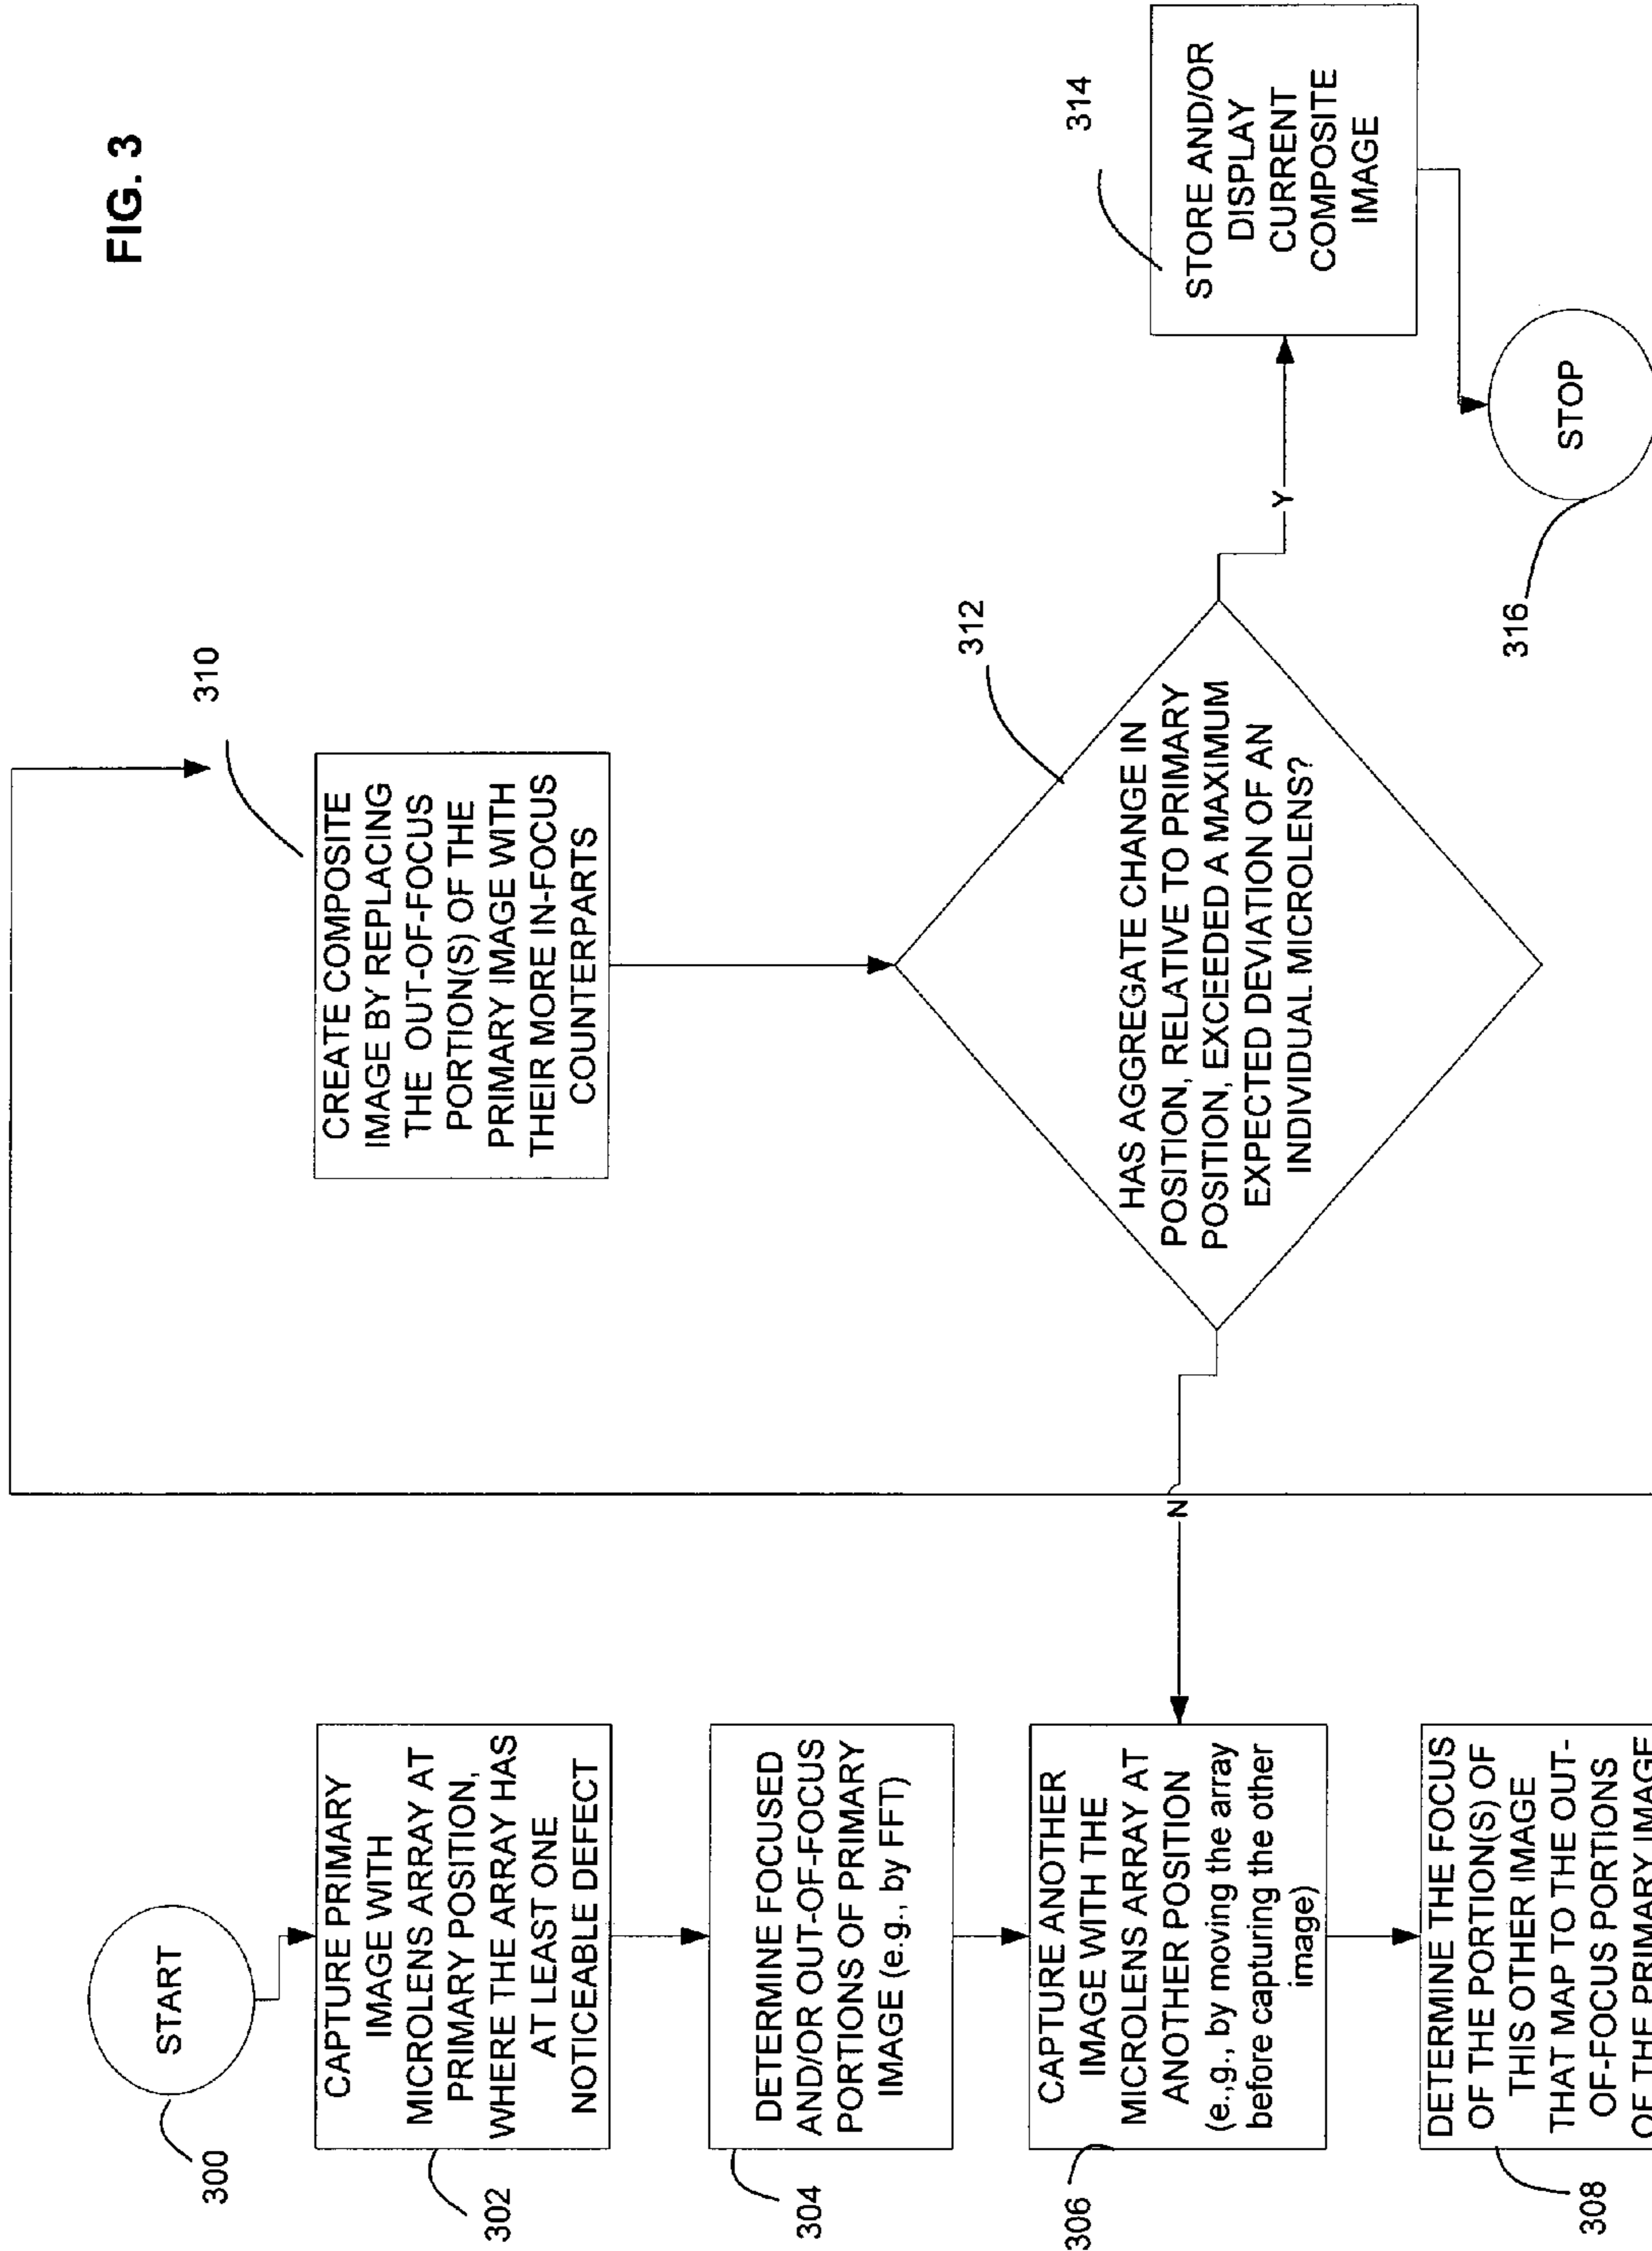 FIG. 3
START
300
CAPTURE PRIMARY
IMAGE WITH
MICROLENS ARRAY AT
PRIMARY POSITION,
WHERE THE ARRAY HAS
AT LEAST ONE
NOTICEABLE DEFECT
302
DETERMINE FOCUSED
AND/OR OUT-OF-FOCUS
PORTIONS OF PRIMARY
IMAGE (e.g., by FFT)
304
CAPTURE ANOTHER
IMAGE WITH THE
MICROLENS ARRAY AT
ANOTHER POSITION
(e.,g., by moving the array
before capturing the other
image)
306
DETERMINE THE FOCUS
OF THE PORTION(S) OF
THIS OTHER IMAGE
THAT MAP TO THE OUT-
OF-FOCUS PORTIONS
OF THE PRIMARY IMAGE
308
310
CREATE COMPOSITE
IMAGE BY REPLACING
THE OUT-OF-FOCUS
PORTION(S) OF THE
PRIMARY IMAGE WITH
THEIR MORE IN-FOCUS
COUNTERPARTS
312
HAS AGGREGATE CHANGE IN
POSITION, RELATIVE TO PRIMARY
POSITION, EXCEEDED A MAXIMUM
EXPECTED DEVIATION OF AN
INDIVIDUAL MICROLENS?
N
Y
314
STORE AND/OR
DISPLAY
CURRENT
COMPOSITE
IMAGE
STOP
316